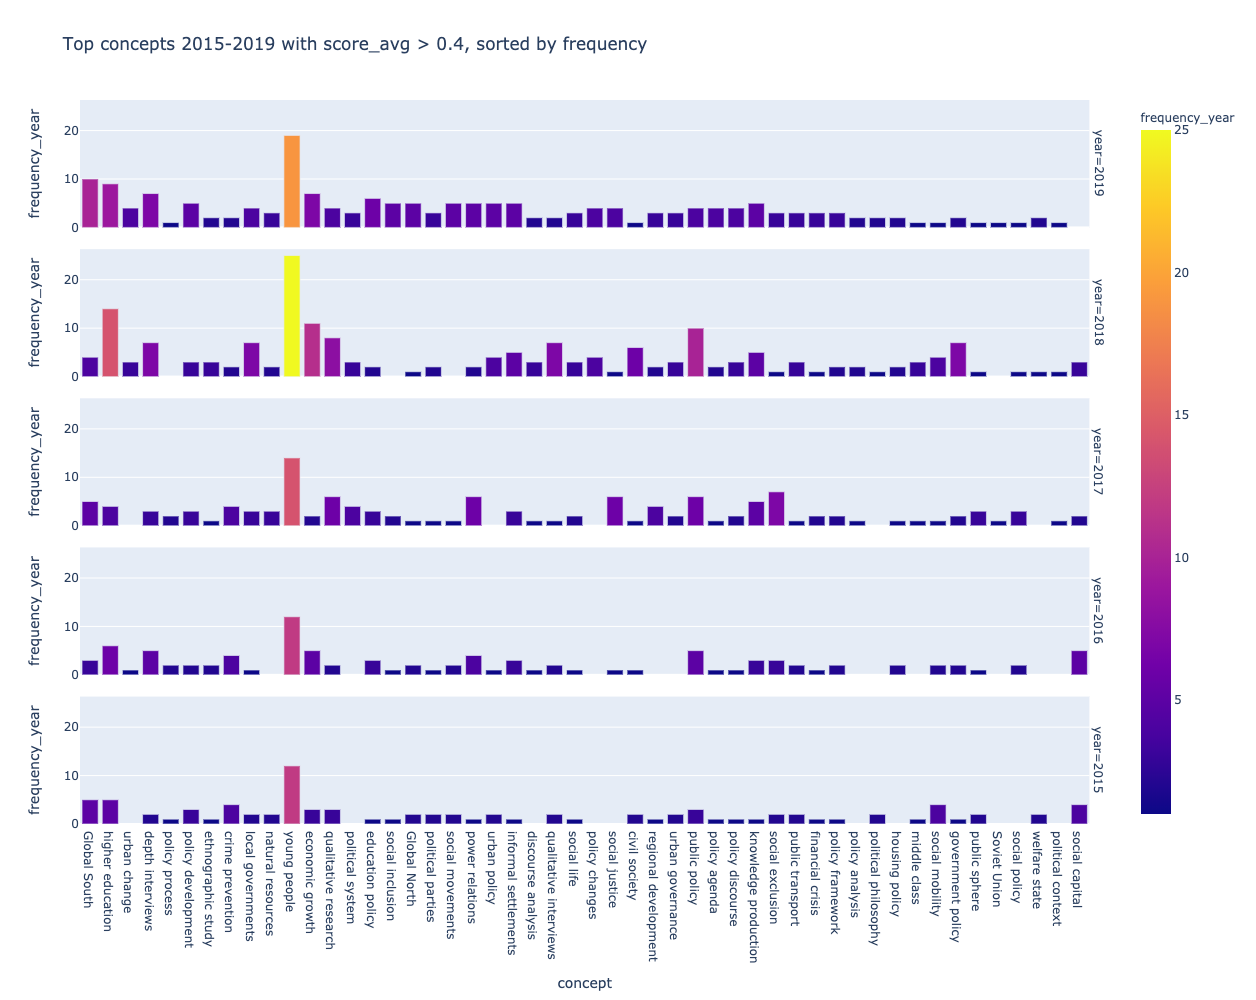 Top concepts 2015-2019 with score_avg > 0.4, sorted by frequency
frequency_year
25
20
15
10
5
frequency_year
20
10
0
year=2019
frequency_year
20
10
0
year=2018
frequency_year
20
10
0
year=2017
frequency_year
20
10
0
year=2016
frequency_year
20
10
0
year=2015
Global South
higher education
urban change
depth interviews
policy process
policy development
ethnographic study
crime prevention
local governments
natural resources
young people
economic growth
qualitative research
political system
education policy
social inclusion
Global North
political parties
social movements
power relations
urban policy
informal settlements
discourse analysis
qualitative interviews
social life
policy changes
social justice
civil society
regional development
urban governance
public policy
policy agenda
policy discourse
knowledge production
social exclusion
public transport
financial crisis
policy framework
policy analysis
political philosophy
housing policy
middle class
social mobility
government policy
public sphere
Soviet Union
social policy
welfare state
political context
social capital
concept